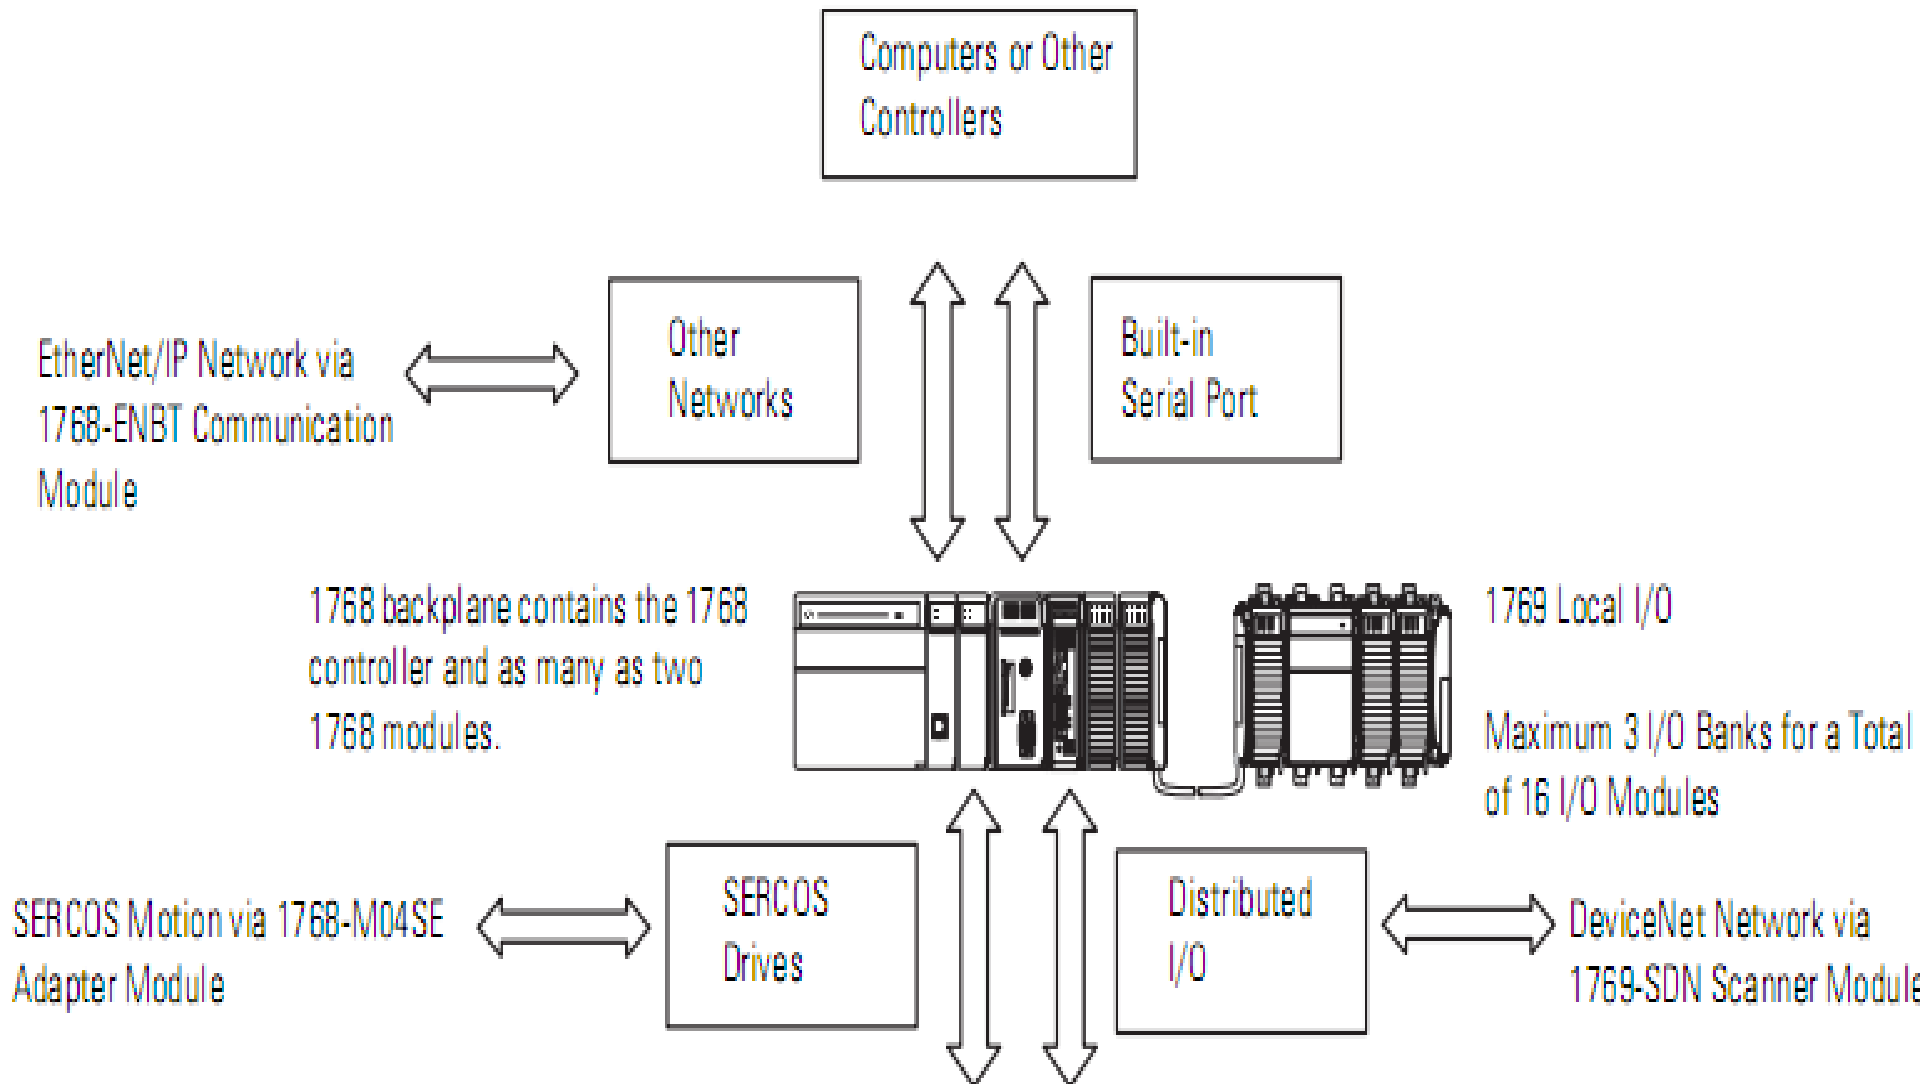 Computers or Other
Controllers
Other
Networks
Built-in
Serial Port
EtherNet/IP Network via
1768-ENBT Communication
Module
1768 backplane contains the 1768
controller and as many as two
1768 modules.
1769 Local I/O
Maximum 3 I/O Banks for a Total
of 16 I/O Modules
SERCOS
Drives
Distributed
I/O
SERCOS Motion via 1768-M04SE
Adapter Module
DeviceNet Network via
1769-SDN Scanner Module